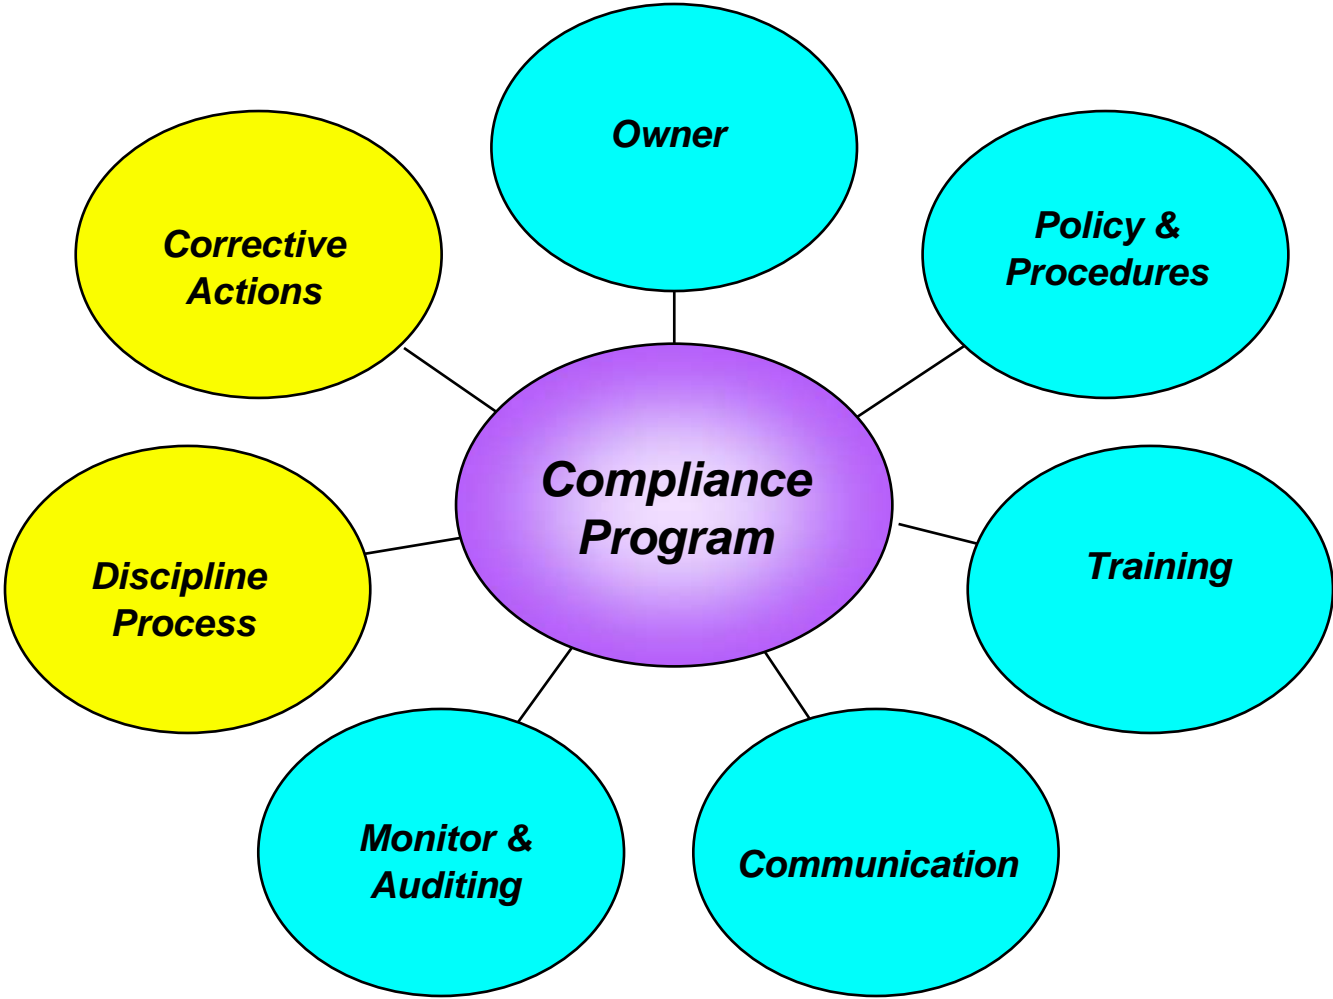 Owner
Policy &
Procedures
Corrective
Actions
Compliance
Program
Training
Discipline
Process
Monitor &
Auditing
Communication